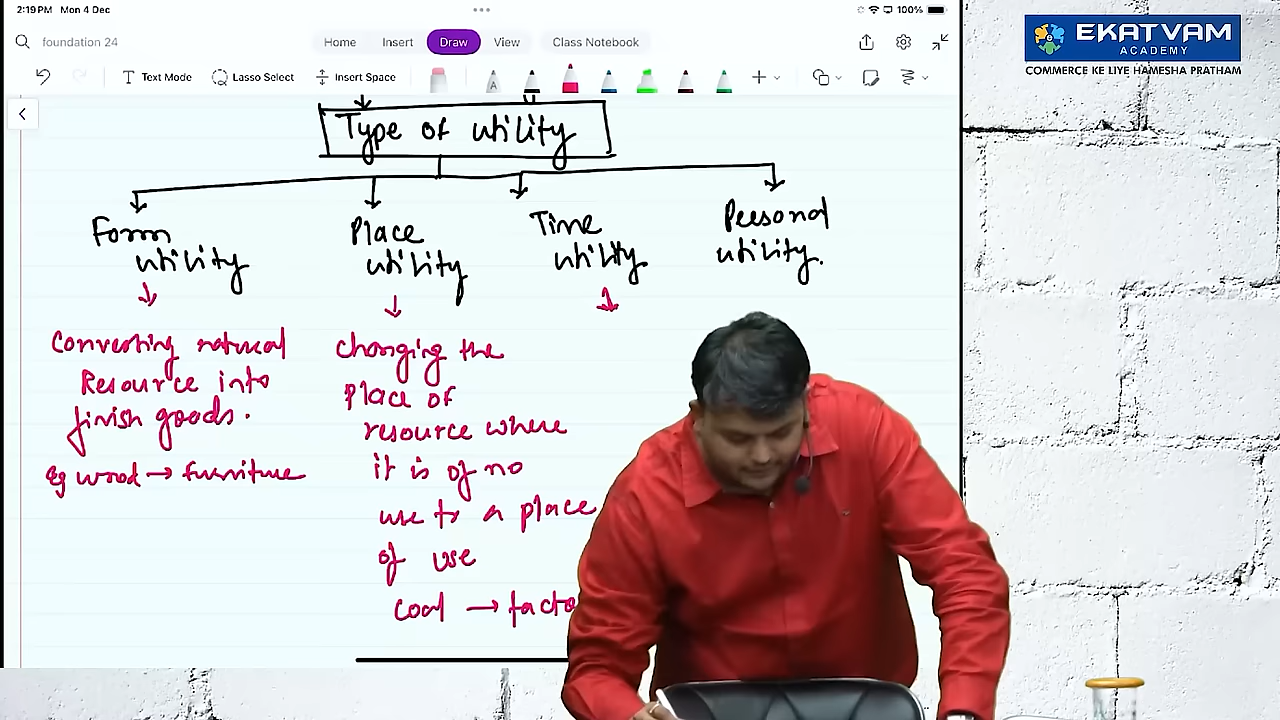 2:19 PM Mon 4 Dec
100%
EKATVAM
ACADEMY
COMMERCE KE LIYE HAMESHA PRATHAM
foundation 24
Home Insert Draw View Class Notebook
Text Mode Lasso Select Insert Space
Type of utility
Form
utility
Place
utility
Time
utility
Personal
utility.
Converting natural
Resource into
finish goods.
eg wood → furniture
changing the
Place of
resource where
it is of no
use to a place
of use
coal →